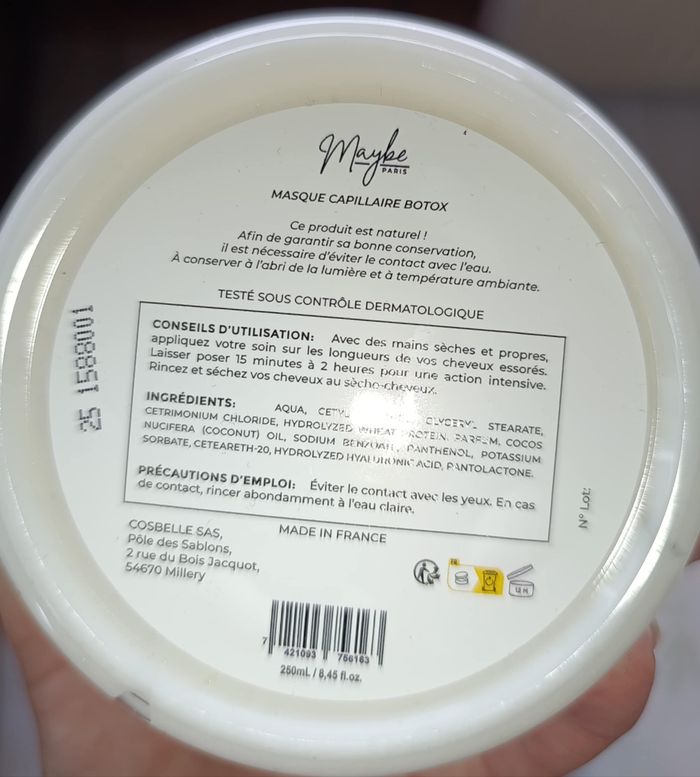 Maybe
PARIS
MASQUE CAPILLAIRE BOTOX
Ce produit est naturel !
Afin de garantir sa bonne conservation,
il est nécessaire d'éviter le contact avec l'eau.
À conserver à l'abri de la lumière et à température ambiante.
TESTÉ SOUS CONTRÔLE DERMATOLOGIQUE
CONSEILS D'UTILISATION: Avec des mains sèches et propres,
appliquez votre soin sur les longueurs de vos cheveux essorés.
Laisser poser 15 minutes à 2 heures pour une action intensive.
Rincez et séchez vos cheveux au sèche-cheveux.
INGRÉDIENTS: AQUA, GLYCERYL STEARATE,
CETRIMONIUM CHLORIDE, HYDROLYZED WHEAT PROTEIN, PARFUM, COCOS
NUCIFERA (COCONUT) OIL, SODIUM BENZOATE, PANTHENOL, POTASSIUM
SORBATE, CETEARETH-20, HYDROLYZED HYALURONIC ACID, PANTOLACTONE.
PRÉCAUTIONS D'EMPLOI: Éviter le contact avec les yeux. En cas
de contact, rincer abondamment à l'eau claire.
25 1588001
N° Lot:
COSBELLE SAS,
Pôle des Sablons,
2 rue du Bois Jacquot,
54670 Millery
MADE IN FRANCE
FR
12 M
7 421093 756163
250mL / 8,45 fl.oz.